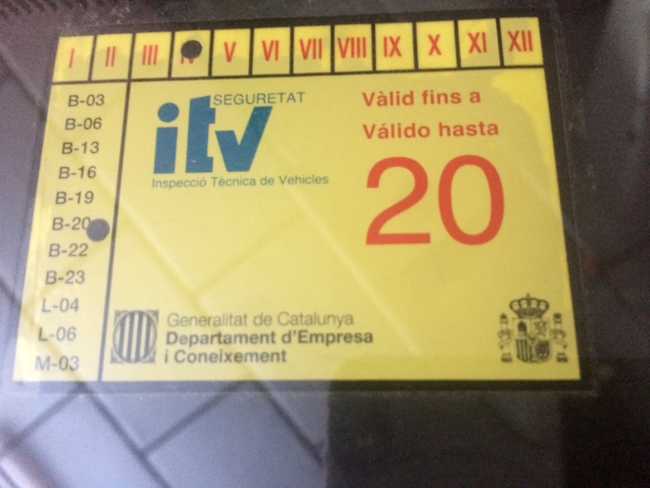 I II III IV V VI VII VIII IX X XI XII
B-03
B-06
B-13
B-16
B-19
B-20
B-22
B-23
L-04
L-06
M-03
SEGURETAT
itv
Inspecció Tècnica de Vehicles
Vàlid fins a
Válido hasta
20
Generalitat de Catalunya
Departament d'Empresa
i Coneixement